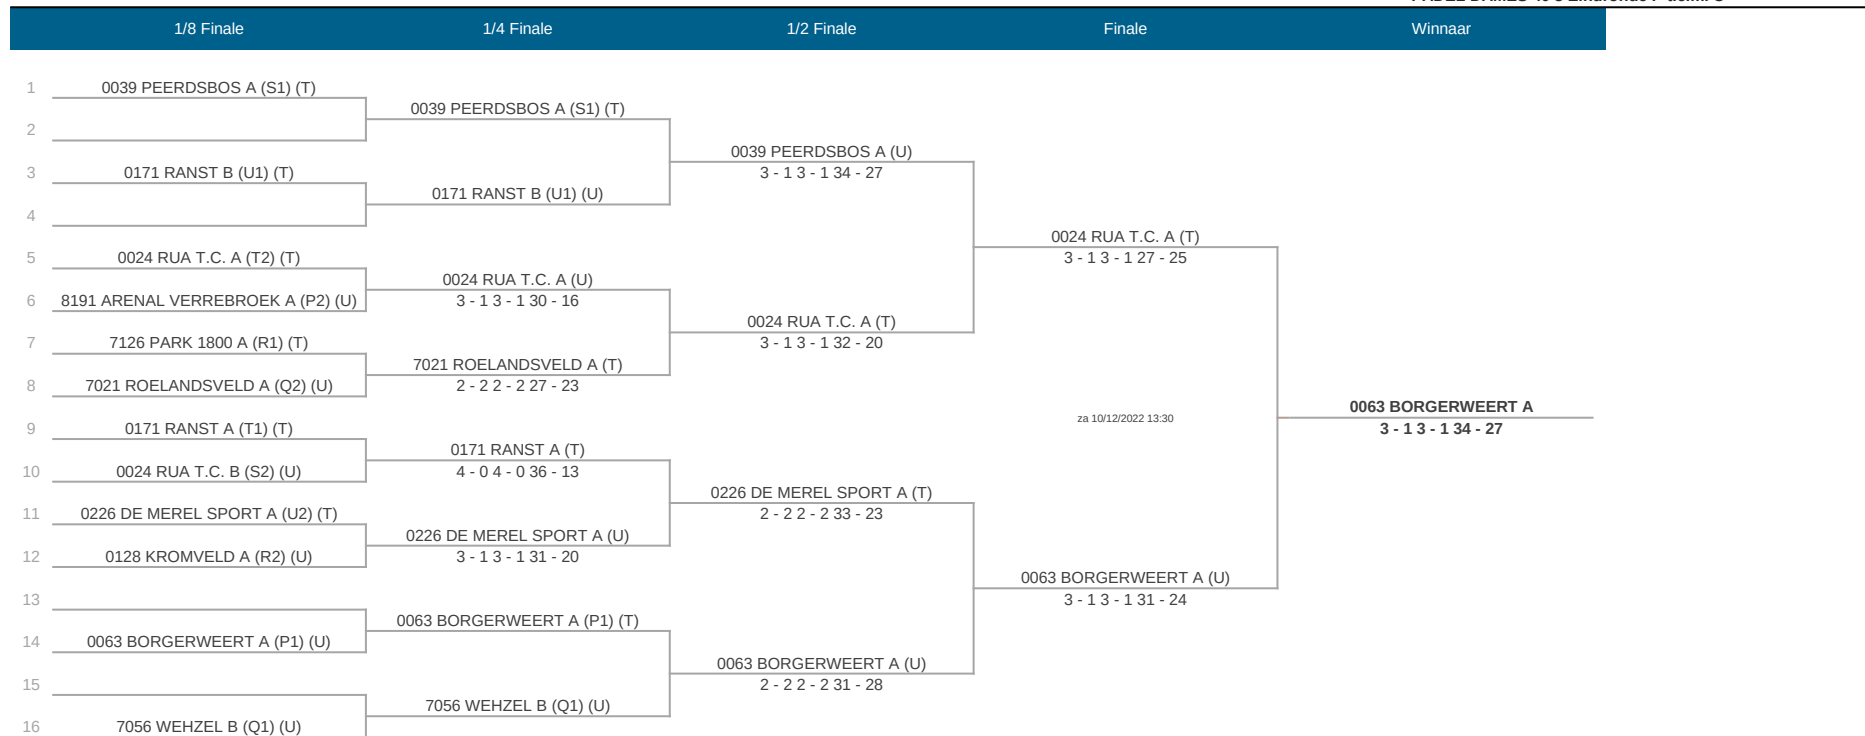 1/8 Finale 1/4 Finale 1/2 Finale Finale Winnaar
1 0039 PEERDSBOS A (S1) (T)
0039 PEERDSBOS A (S1) (T)
2
0039 PEERDSBOS A (U)
3 0171 RANST B (U1) (T)
3 - 1 3 - 1 34 - 27
0171 RANST B (U1) (U)
4
0024 RUA T.C. A (T)
5 0024 RUA T.C. A (T2) (T)
3 - 1 3 - 1 27 - 25
0024 RUA T.C. A (U)
6 8191 ARENAL VERREBROEK A (P2) (U)
3 - 1 3 - 1 30 - 16
0024 RUA T.C. A (T)
7 7126 PARK 1800 A (R1) (T)
3 - 1 3 - 1 32 - 20
7021 ROELANDSVELD A (T)
8 7021 ROELANDSVELD A (Q2) (U)
2 - 2 2 - 2 27 - 23
0063 BORGERWEERT A
za 10/12/2022 13:30
9 0171 RANST A (T1) (T)
3 - 1 3 - 1 34 - 27
0171 RANST A (T)
10 0024 RUA T.C. B (S2) (U)
4 - 0 4 - 0 36 - 13
0226 DE MEREL SPORT A (T)
11 0226 DE MEREL SPORT A (U2) (T)
2 - 2 2 - 2 33 - 23
0226 DE MEREL SPORT A (U)
12 0128 KROMVELD A (R2) (U)
3 - 1 3 - 1 31 - 20
0063 BORGERWEERT A (U)
13
3 - 1 3 - 1 31 - 24
0063 BORGERWEERT A (P1) (T)
14 0063 BORGERWEERT A (P1) (U)
0063 BORGERWEERT A (U)
15
2 - 2 2 - 2 31 - 28
7056 WEHZEL B (Q1) (U)
16 7056 WEHZEL B (Q1) (U)